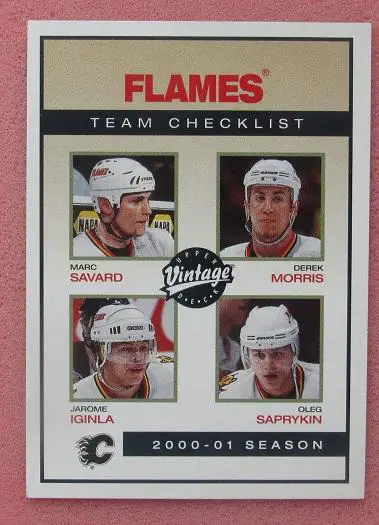 FLAMES®
TEAM CHECKLIST
MARC
SAVARD
DEREK
MORRIS
UPPER
Vintage
DECK
JAROME
IGINLA
OLEG
SAPRYKIN
2000-01 SEASON